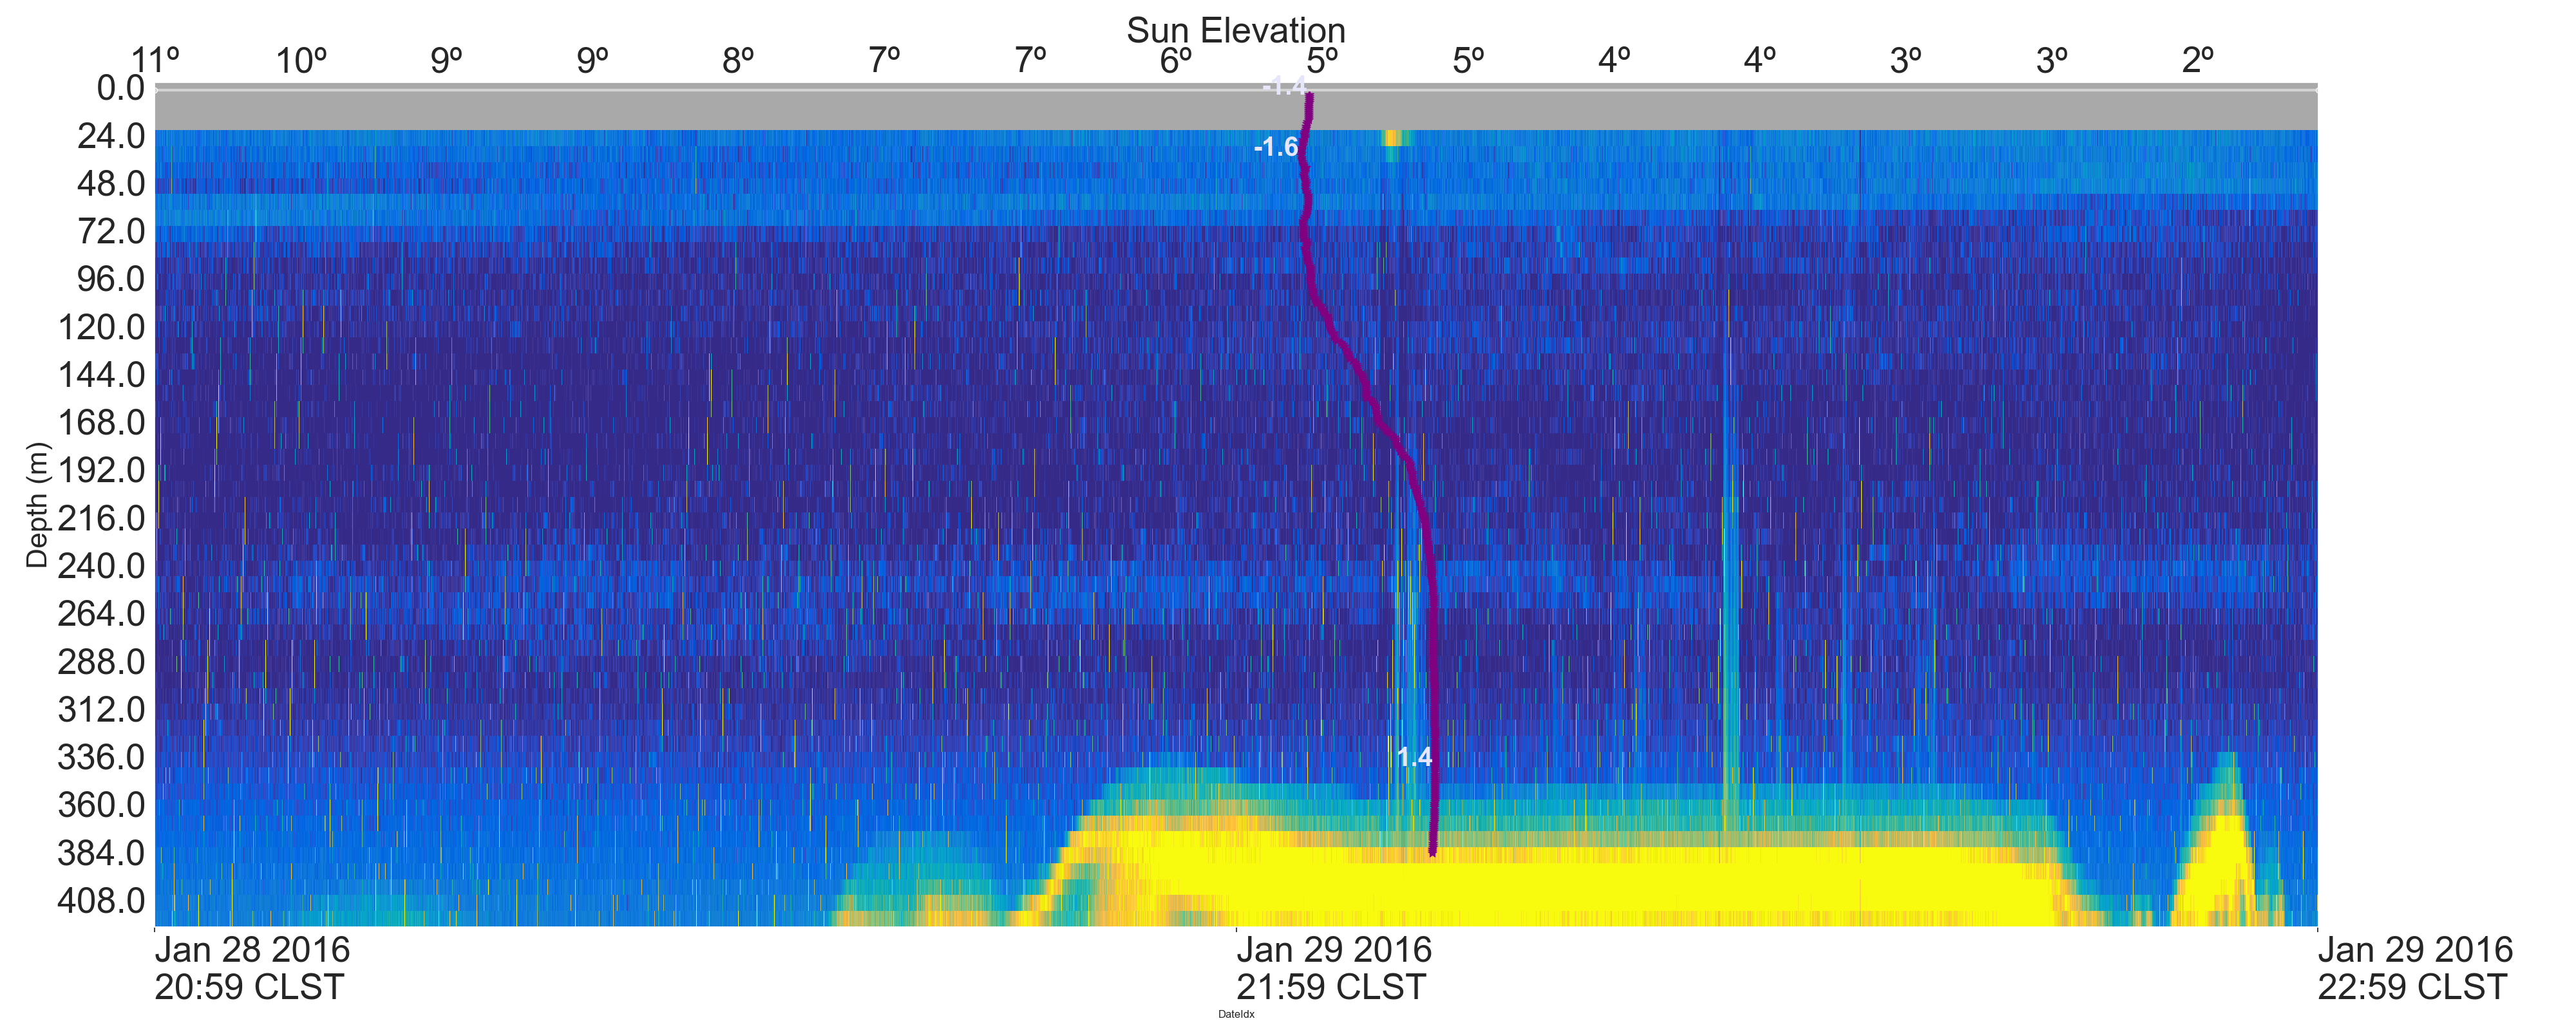 Sun Elevation
11º 10º 9º 9º 8º 7º 7º 6º 5º 5º 4º 4º 3º 3º 2º
0.0
-1.4
24.0
-1.6
48.0
72.0
96.0
120.0
144.0
168.0
192.0
216.0
240.0
264.0
288.0
312.0
336.0
1.4
360.0
384.0
408.0
Depth (m)
Jan 28 2016
20:59 CLST
Jan 29 2016
21:59 CLST
Jan 29 2016
22:59 CLST
DateIdx